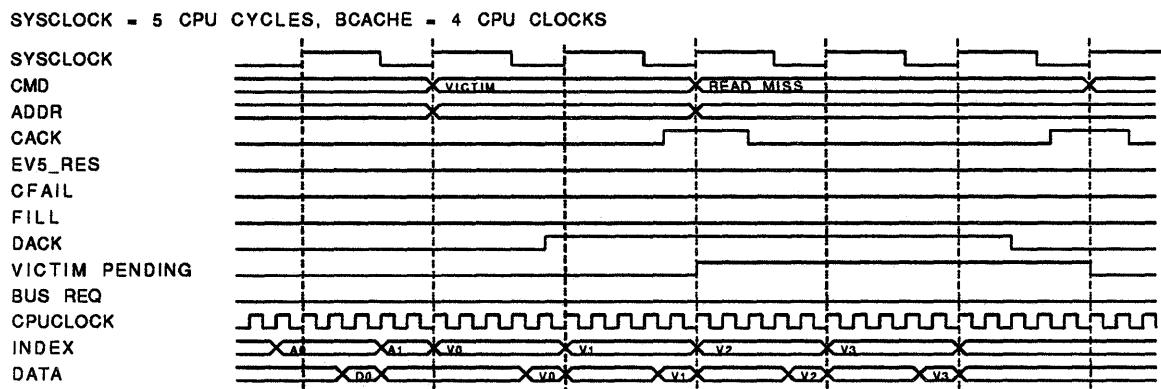 SYSCLOCK = 5 CPU CYCLES, BCACHE = 4 CPU CLOCKS
SYSCLOCK
CMD VICTIM READ MISS
ADDR
CACK
EV5_RES
CFAIL
FILL
DACK
VICTIM PENDING
BUS REQ
CPUCLOCK
INDEX A0 A1 V0 V1 V2 V3
DATA D0 V0 V1 V2 V3